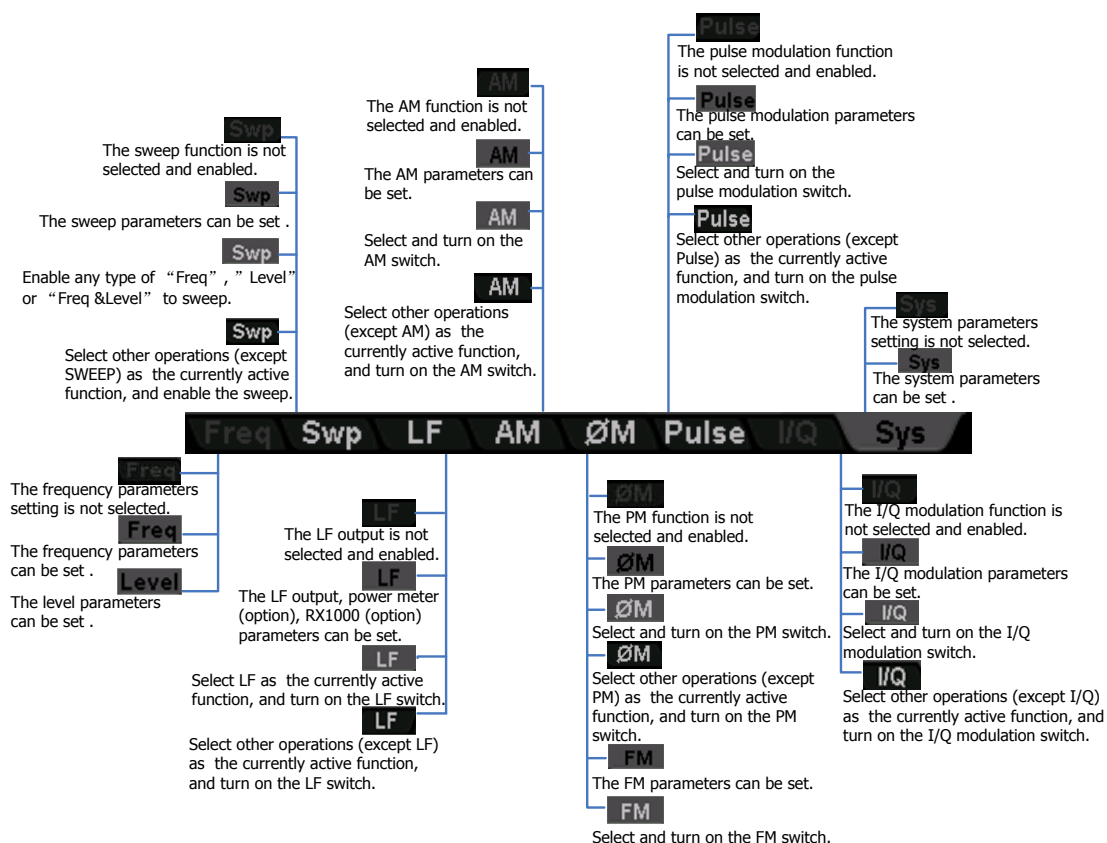 Pulse
The pulse modulation function
is not selected and enabled.
Pulse
The pulse modulation parameters
can be set.
Pulse
Select and turn on the
pulse modulation switch.
Pulse
Select other operations (except
Pulse) as the currently active
function, and turn on the pulse
modulation switch.
AM
The AM function is not
selected and enabled.
AM
The AM parameters can
be set.
AM
Select and turn on the
AM switch.
AM
Select other operations
(except AM) as the
currently active function,
and turn on the AM switch.
Swp
The sweep function is not
selected and enabled.
Swp
The sweep parameters can be set .
Swp
Enable any type of “Freq”, ” Level”
or “Freq &Level” to sweep.
Swp
Select other operations (except
SWEEP) as the currently active
function, and enable the sweep.
Sys
The system parameters
setting is not selected.
Sys
The system parameters
can be set .
Freq Swp LF AM ØM Pulse I/Q Sys
Freq
The frequency parameters
setting is not selected.
Freq
The frequency parameters
can be set .
Level
The level parameters
can be set .
LF
The LF output is not
selected and enabled.
LF
The LF output, power meter
(option), RX1000 (option)
parameters can be set.
LF
Select LF as the currently active
function, and turn on the LF switch.
LF
Select other operations (except LF)
as the currently active function,
and turn on the LF switch.
ØM
The PM function is not
selected and enabled.
ØM
The PM parameters can be set.
ØM
Select and turn on the PM switch.
ØM
Select other operations (except
PM) as the currently active
function, and turn on the PM
switch.
FM
The FM parameters can be set.
FM
Select and turn on the FM switch.
I/Q
The I/Q modulation function is
not selected and enabled.
I/Q
The I/Q modulation parameters
can be set.
I/Q
Select and turn on the I/Q
modulation switch.
I/Q
Select other operations (except I/Q)
as the currently active function, and
turn on the I/Q modulation switch.